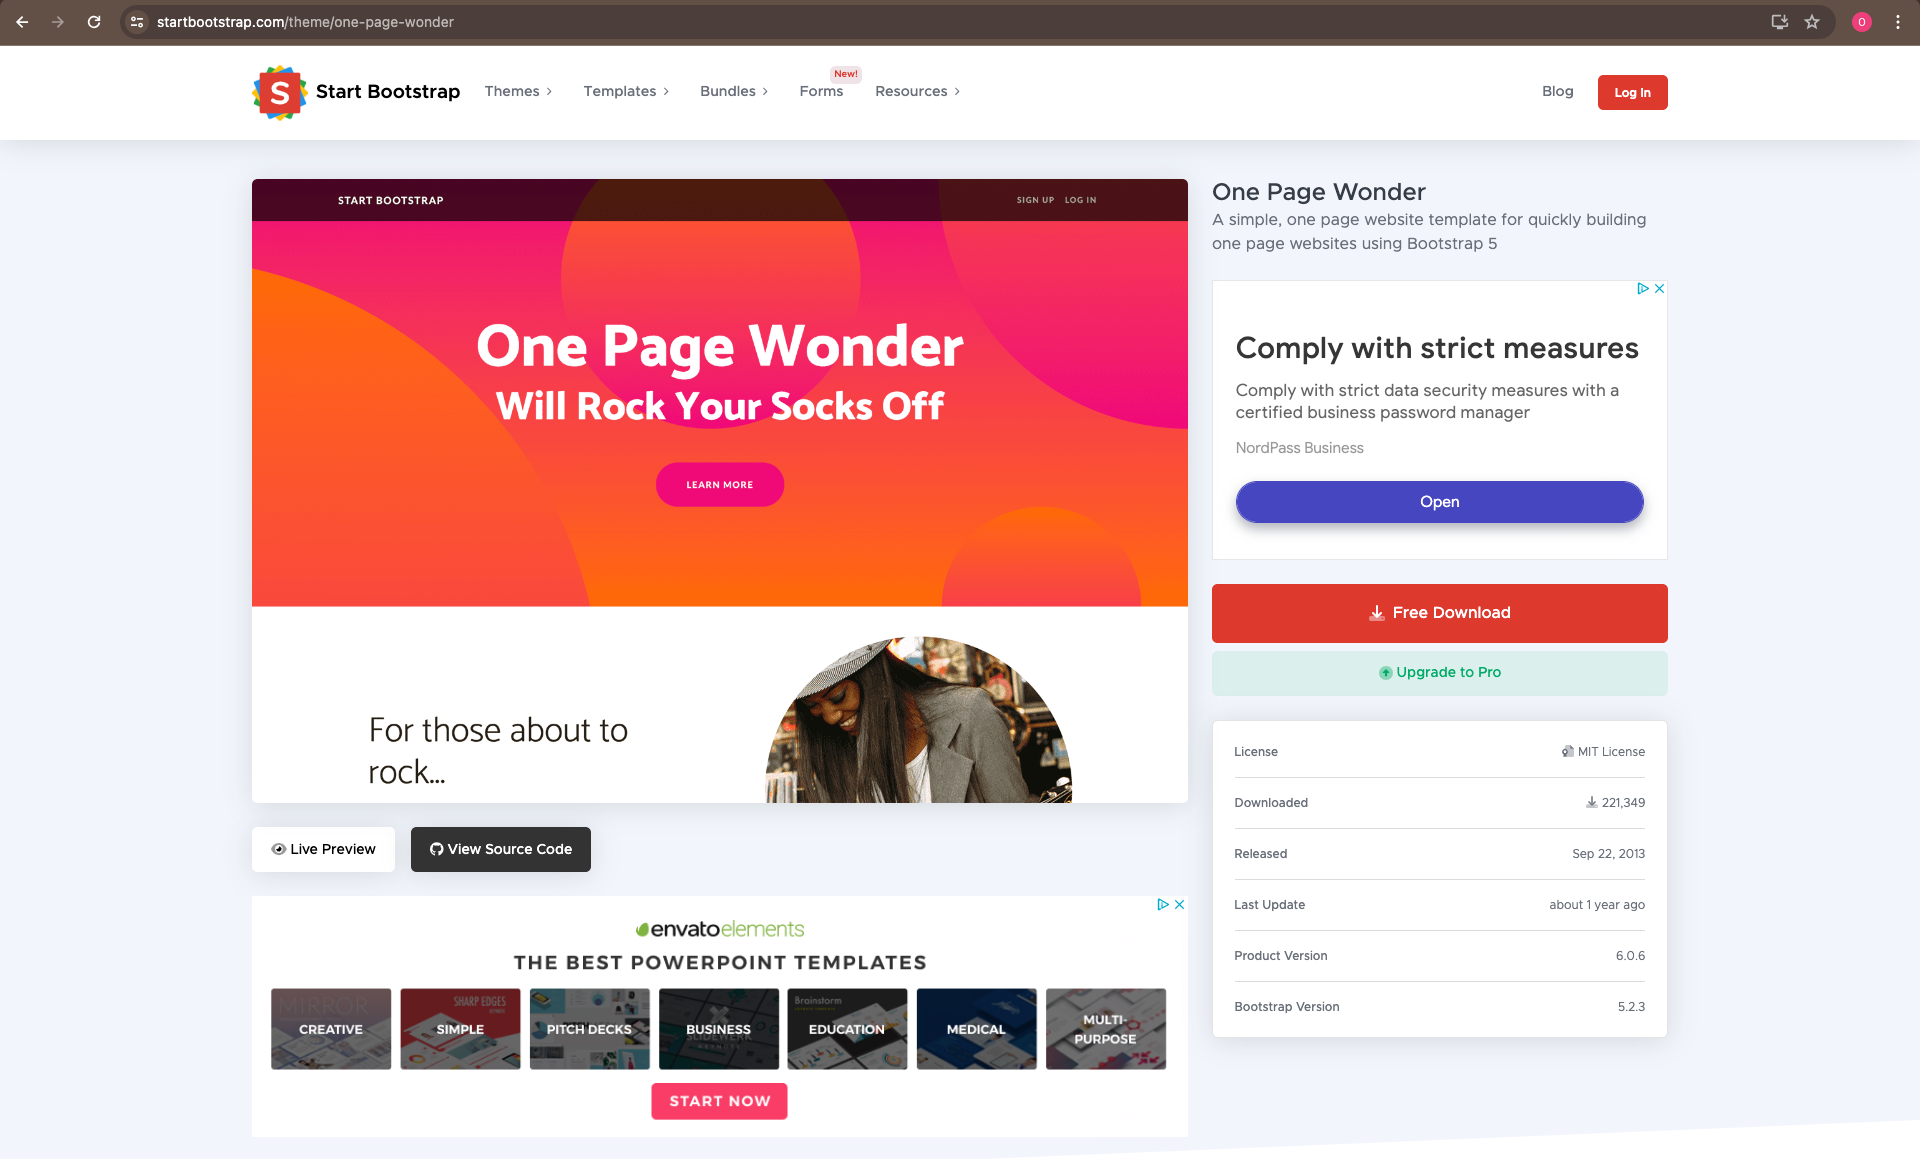 startbootstrap.com/theme/one-page-wonder
O
S
Start Bootstrap
Themes
Templates
Bundles
Forms
New!
Resources
Blog
Log In
START BOOTSTRAP
SIGN UP
LOG IN
One Page Wonder
Will Rock Your Socks Off
LEARN MORE
For those about to
rock...
Live Preview
View Source Code
envatoelements
THE BEST POWERPOINT TEMPLATES
MIRROR
CREATIVE
SHARP EDGES
SIMPLE
PITCH DECKS
BUSINESS
SLIDEWERK
Brainstorm
EDUCATION
MEDICAL
MULTI-
PURPOSE
START NOW
One Page Wonder
A simple, one page website template for quickly building
one page websites using Bootstrap 5
Comply with strict measures
Comply with strict data security measures with a
certified business password manager
NordPass Business
Open
Free Download
Upgrade to Pro
License
MIT License
Downloaded
221,349
Released
Sep 22, 2013
Last Update
about 1 year ago
Product Version
6.0.6
Bootstrap Version
5.2.3